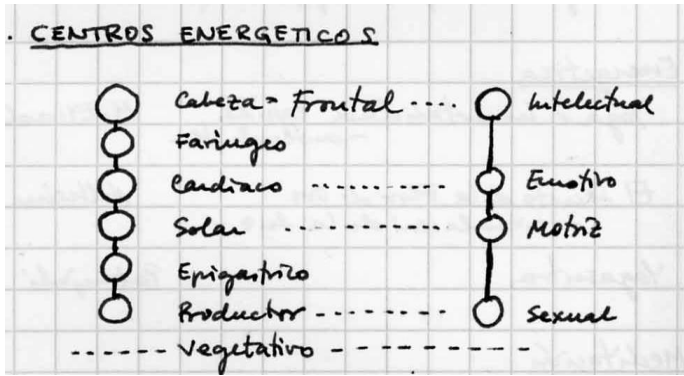 . CENTROS ENERGETICOS
Cabeza - Frontal .... Intelectual
Faringeo
Cardiaco ........... Emotivo
Solar ............ Motriz
Epigastrico
Productor ........ Sexual
------ Vegetativo ------------